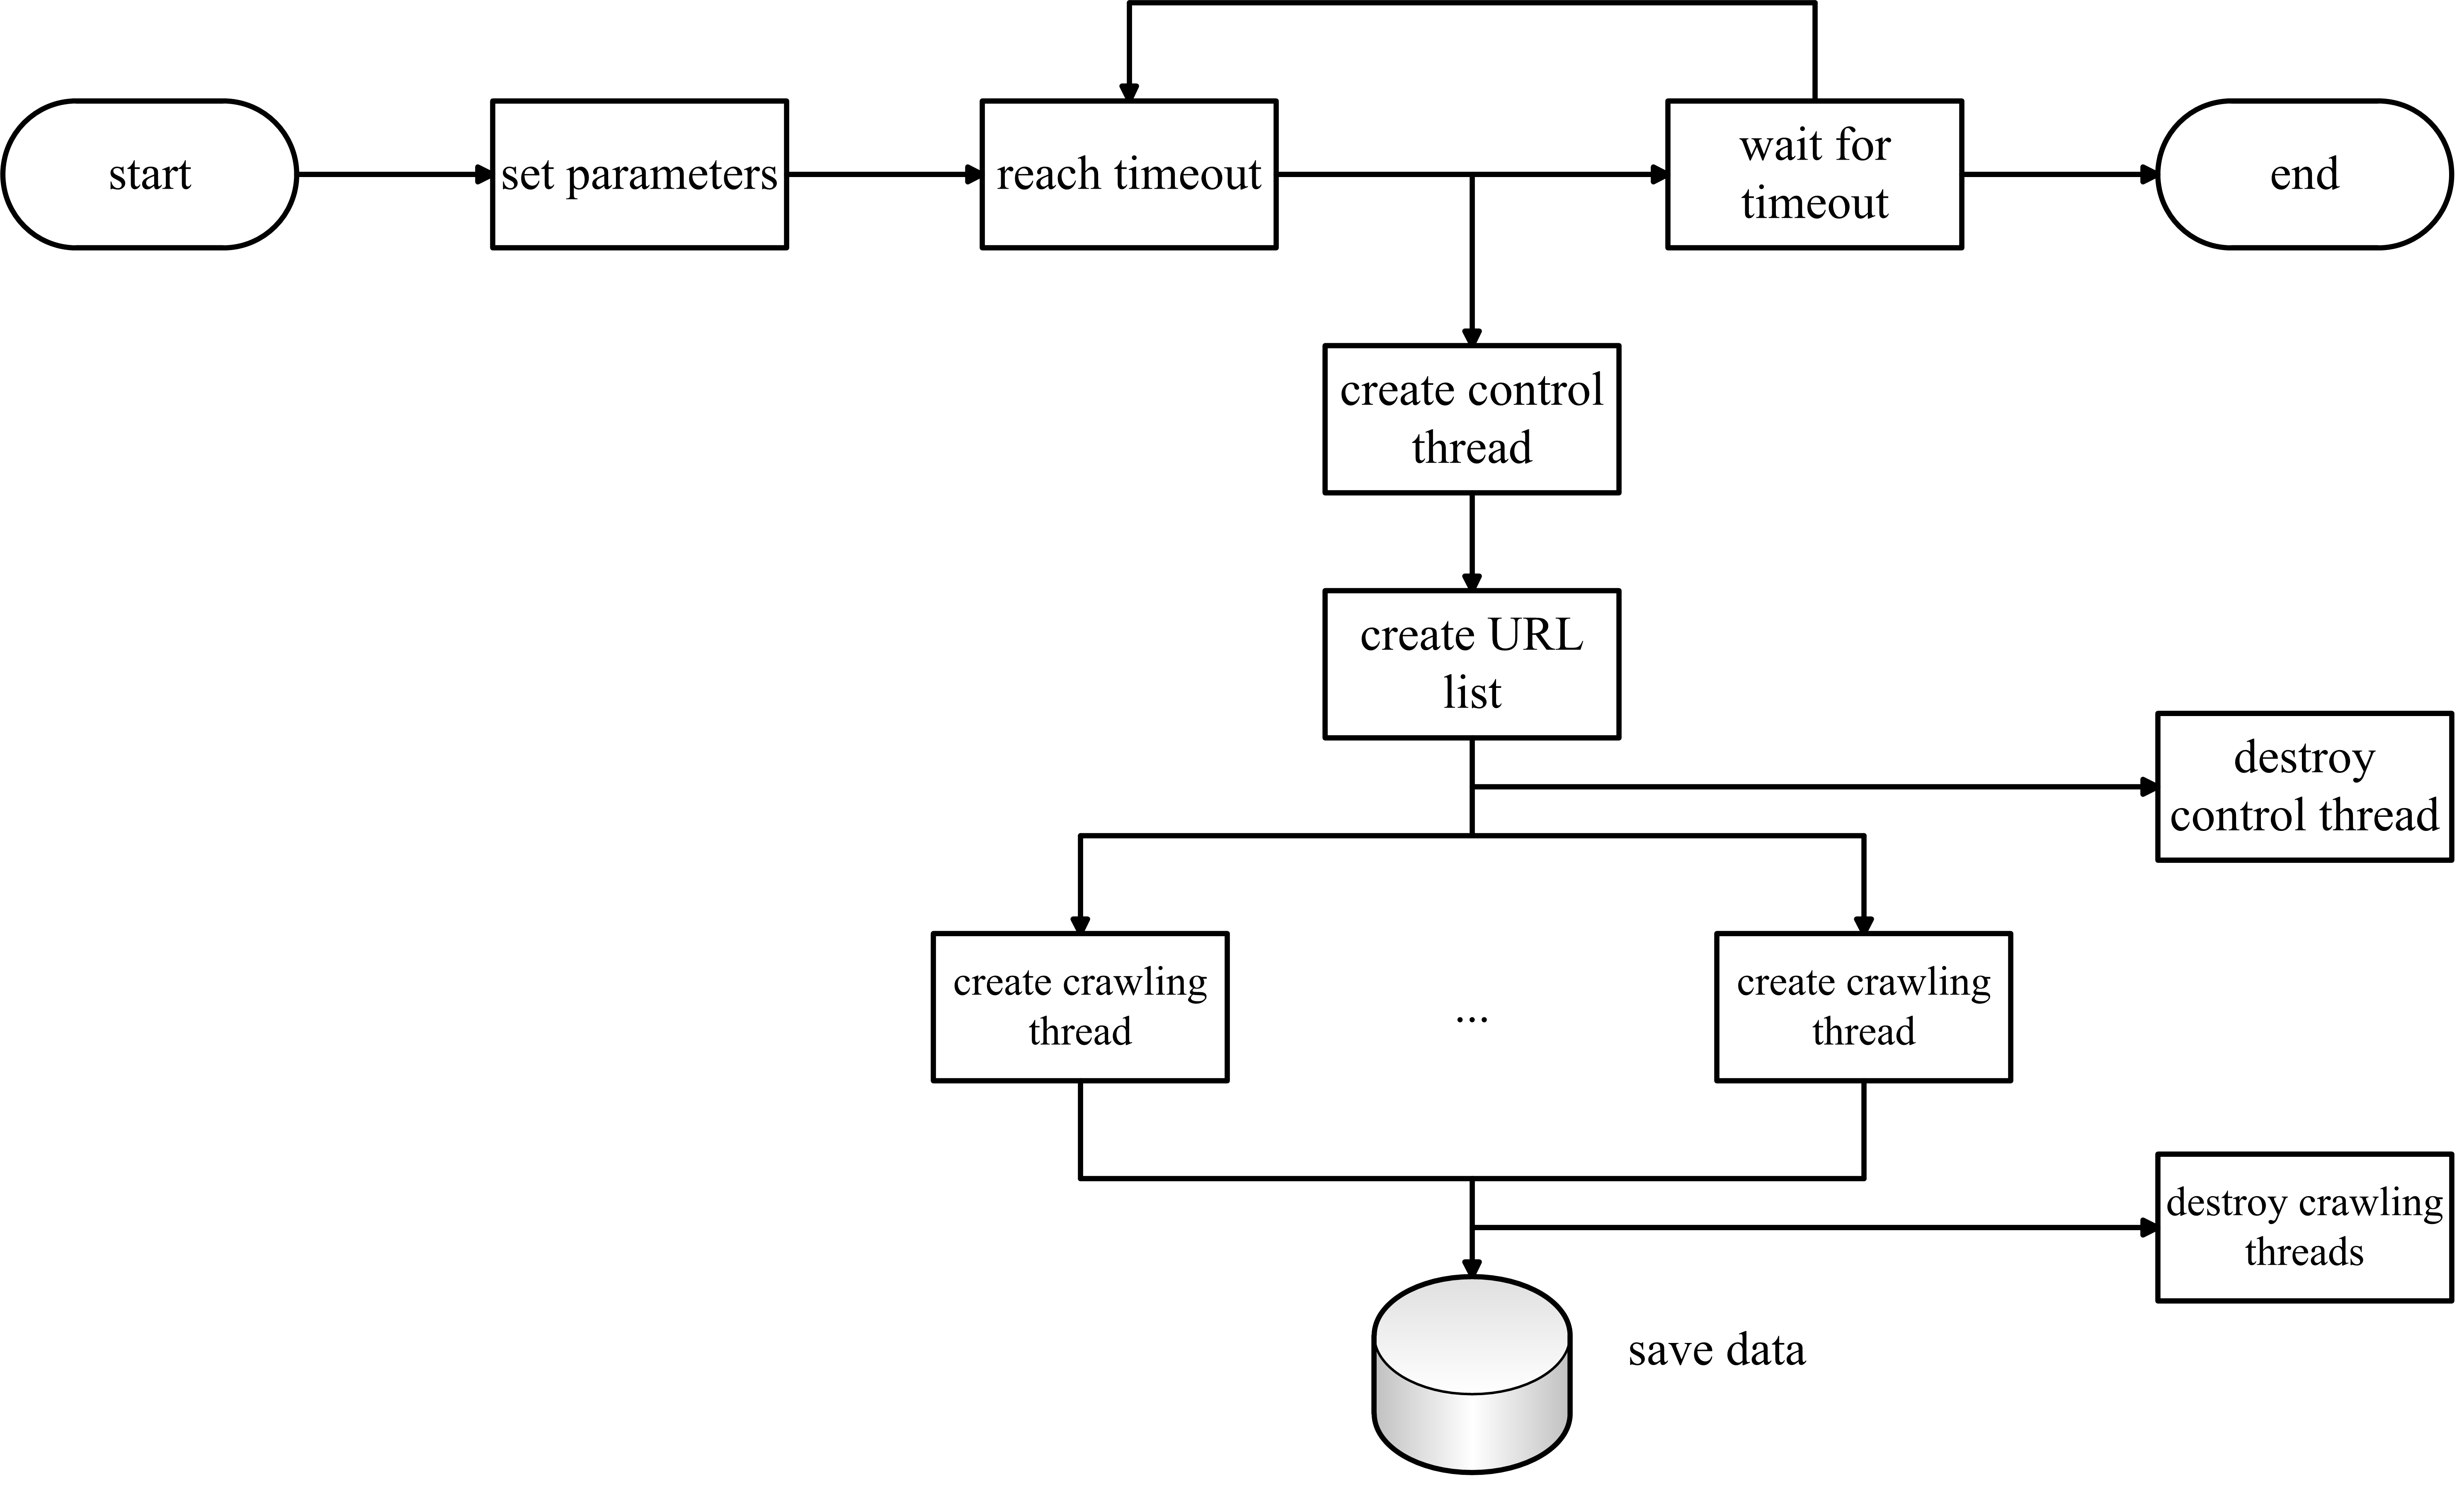 start
set parameters
reach timeout
wait for
timeout
end
create control
thread
create URL
list
destroy
control thread
create crawling
thread
...
create crawling
thread
destroy crawling
threads
save data